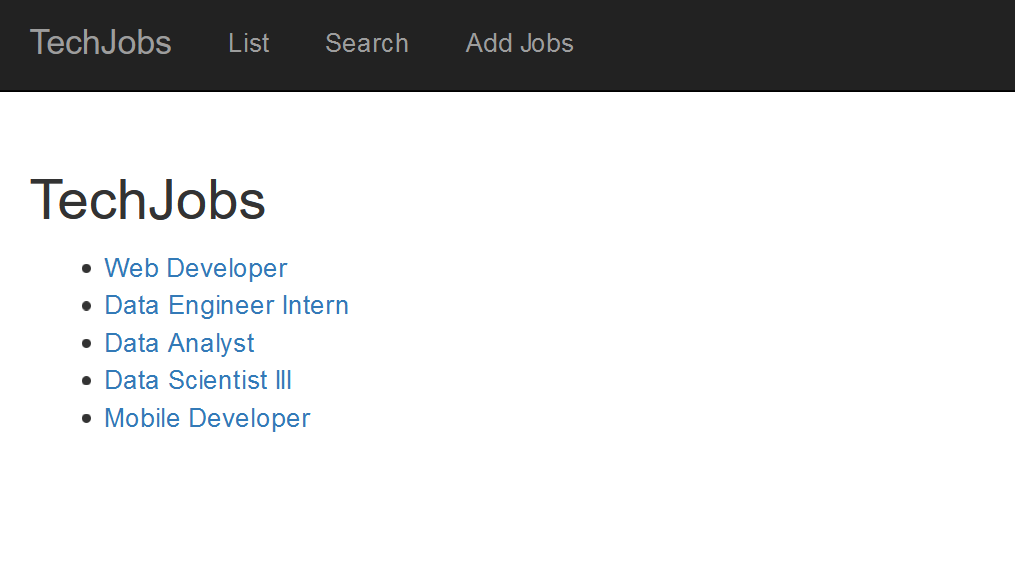 TechJobs List Search Add Jobs
TechJobs
Web Developer
Data Engineer Intern
Data Analyst
Data Scientist III
Mobile Developer